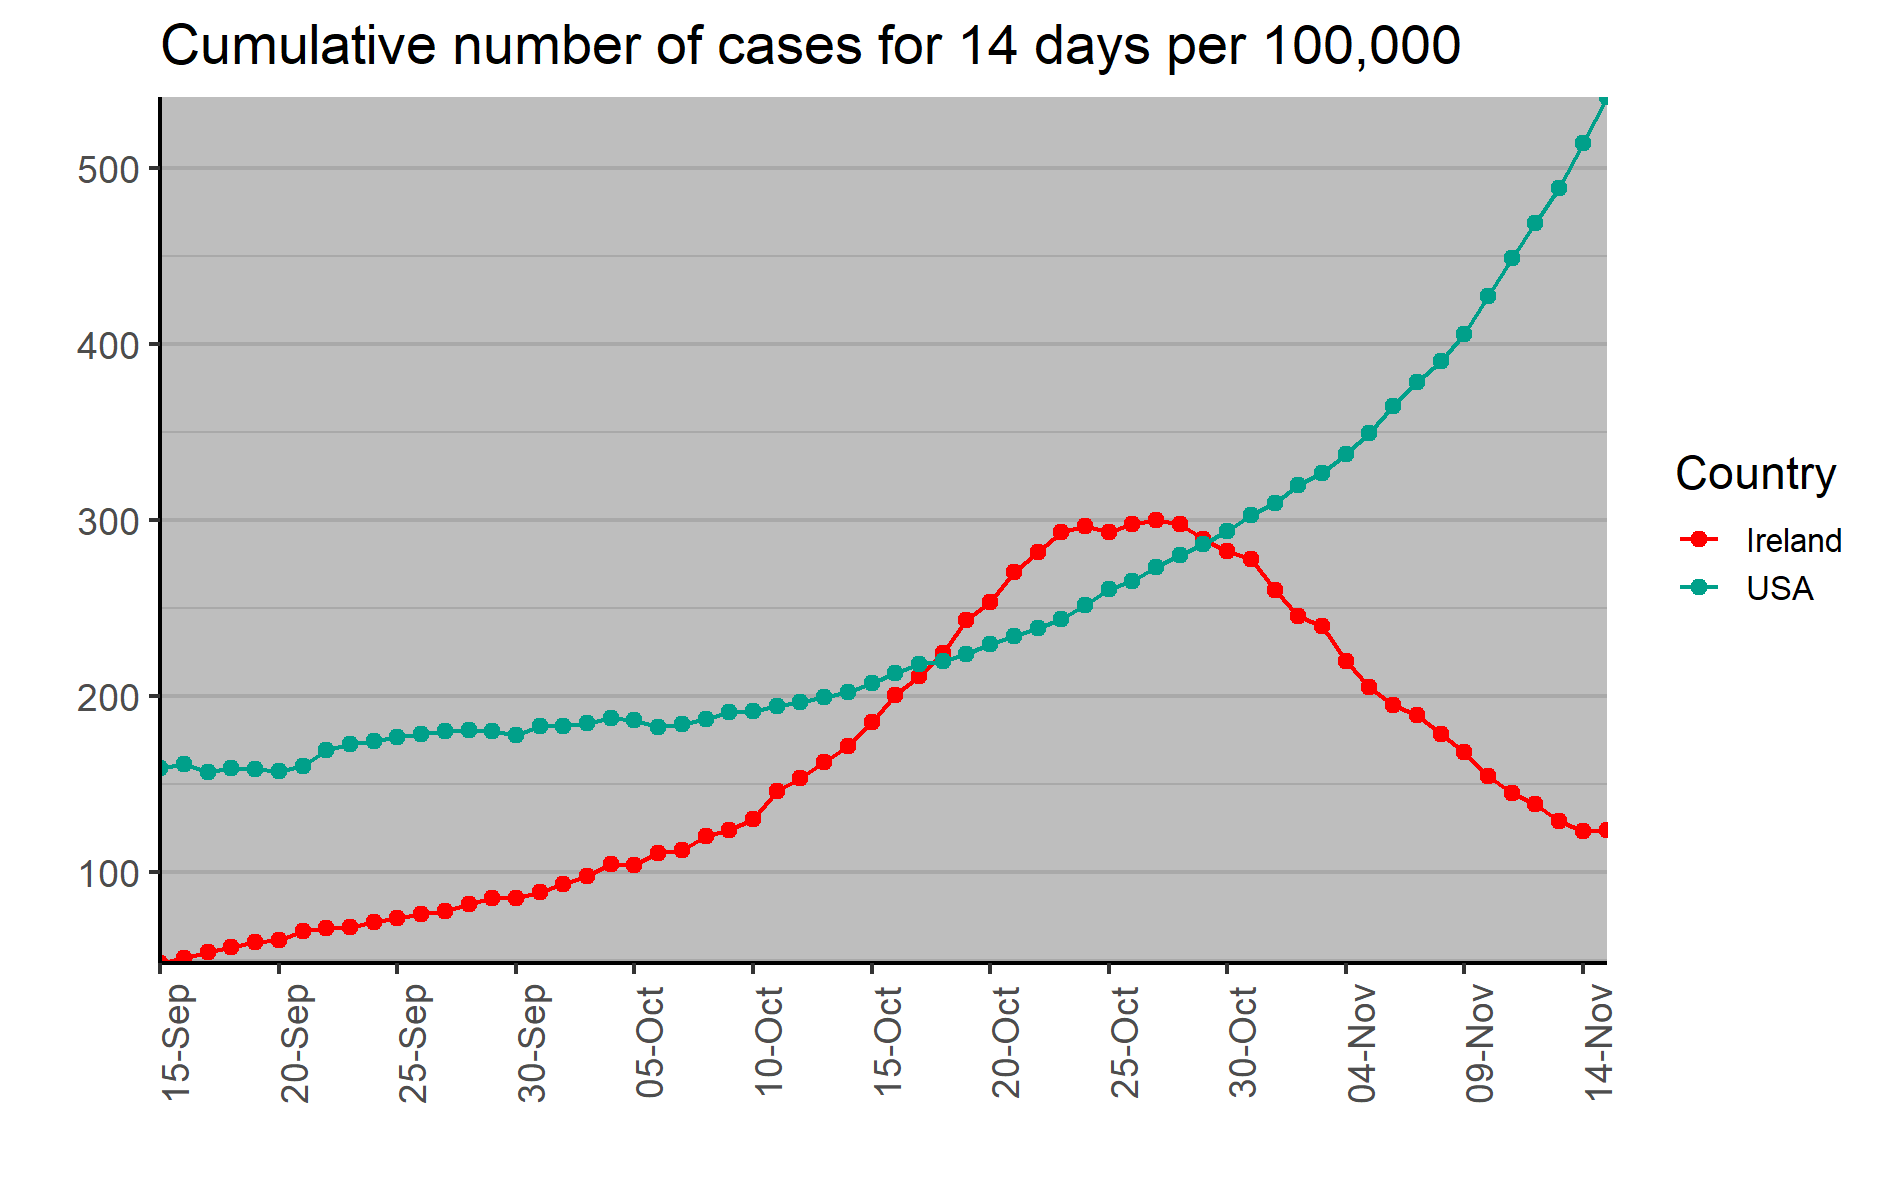 Cumulative number of cases for 14 days per 100,000
500
400
300
200
100
15-Sep
20-Sep
25-Sep
30-Sep
05-Oct
10-Oct
15-Oct
20-Oct
25-Oct
30-Oct
04-Nov
09-Nov
14-Nov
Country
Ireland
USA